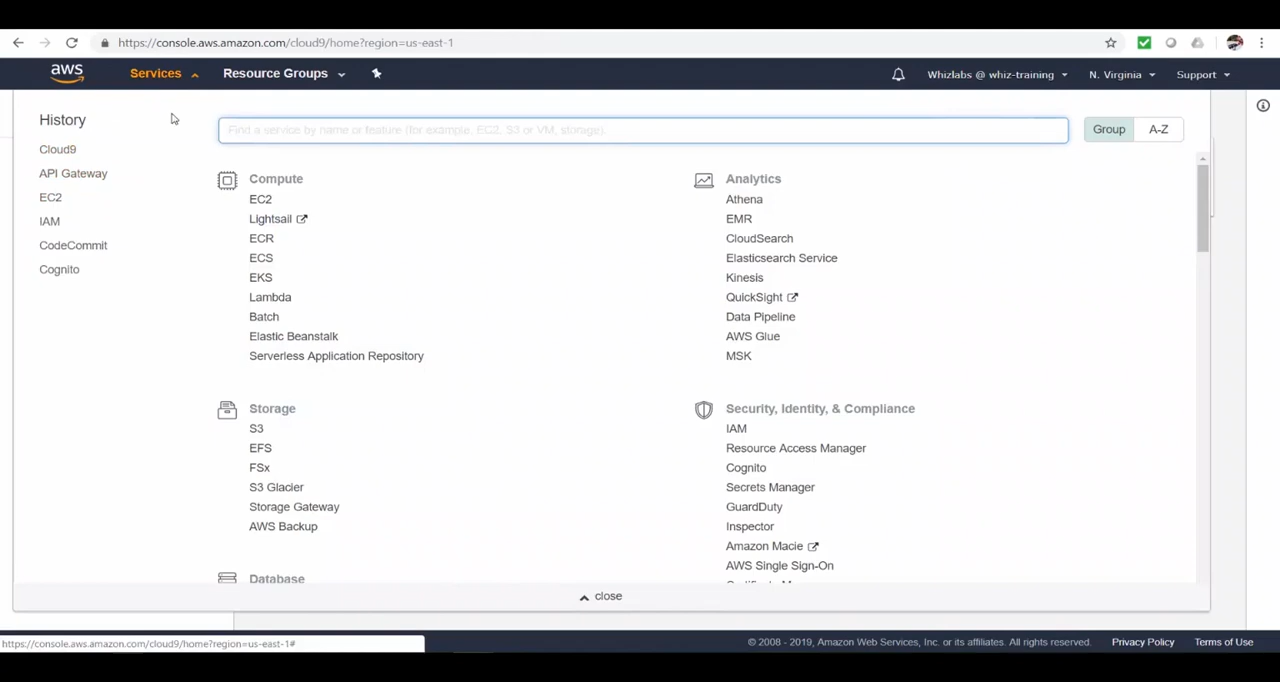 https://console.aws.amazon.com/cloud9/home?region=us-east-1
aws
Services
Resource Groups
Whizlabs @ whiz-training
N. Virginia
Support
History
Cloud9
API Gateway
EC2
IAM
CodeCommit
Cognito
Find a service by name or feature (for example, EC2, S3 or VM, storage).
Group
A-Z
Compute
EC2
Lightsail
ECR
ECS
EKS
Lambda
Batch
Elastic Beanstalk
Serverless Application Repository
Storage
S3
EFS
FSx
S3 Glacier
Storage Gateway
AWS Backup
Database
Analytics
Athena
EMR
CloudSearch
Elasticsearch Service
Kinesis
QuickSight
Data Pipeline
AWS Glue
MSK
Security, Identity, & Compliance
IAM
Resource Access Manager
Cognito
Secrets Manager
GuardDuty
Inspector
Amazon Macie
AWS Single Sign-On
close
https://console.aws.amazon.com/cloud9/home?region=us-east-1#
© 2008 - 2019, Amazon Web Services, Inc. or its affiliates. All rights reserved.
Privacy Policy
Terms of Use